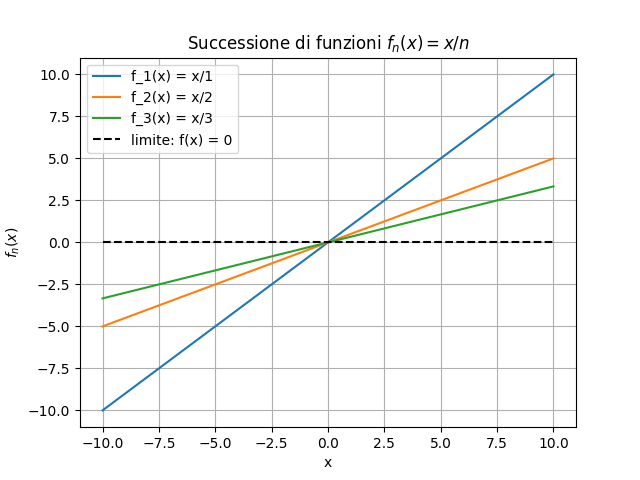 Successione di funzioni fₙ(x) = x/n
f_1(x) = x/1
f_2(x) = x/2
f_3(x) = x/3
limite: f(x) = 0
10.0
7.5
5.0
2.5
0.0
−2.5
−5.0
−7.5
−10.0
fₙ(x)
−10.0 −7.5 −5.0 −2.5 0.0 2.5 5.0 7.5 10.0
x